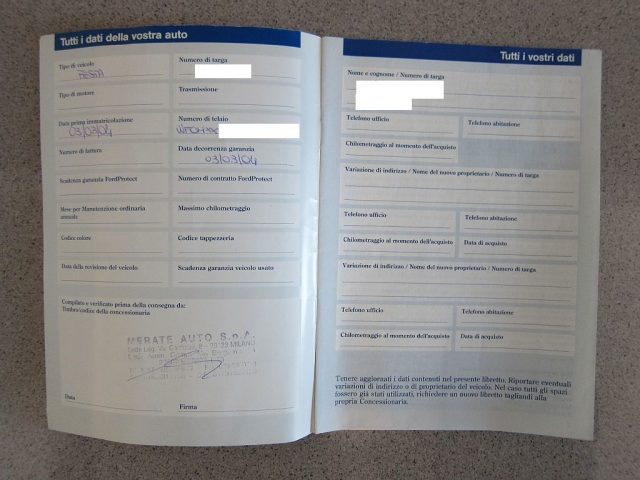 Tutti i dati della vostra auto
Tipo di veicolo
FIESTA
Numero di targa
Tipo di motore
Trasmissione
Data prima immatricolazione
03/03/04
Numero di telaio
Numero di fattura
Data decorrenza garanzia
03/03/04
Scadenza garanzia FordProtect
Numero di contratto FordProtect
Mese per Manutenzione ordinaria
annuale
Massimo chilometraggio
Codice colore
Codice tappezzeria
Data della revisione del veicolo
Scadenza garanzia veicolo usato
Compilato e verificato prima della consegna da:
Timbro/codice della concessionaria
MERATE AUTO S.p.A.
MILANO
Data
Firma
Tutti i vostri dati
Nome e cognome / Numero di targa
Telefono ufficio
Telefono abitazione
Chilometraggio al momento dell'acquisto
Variazione di indirizzo / Nome del nuovo proprietario / Numero di targa
Telefono ufficio
Telefono abitazione
Chilometraggio al momento dell'acquisto
Data di acquisto
Variazione di indirizzo / Nome del nuovo proprietario / Numero di targa
Telefono ufficio
Telefono abitazione
Chilometraggio al momento dell'acquisto
Data di acquisto
Tenere aggiornati i dati contenuti nel presente libretto. Riportare eventuali
variazioni di indirizzo o di proprietario del veicolo. Nel caso tutti gli spazi
fossero già stati utilizzati, richiedere un nuovo libretto tagliandi alla
propria Concessionaria.